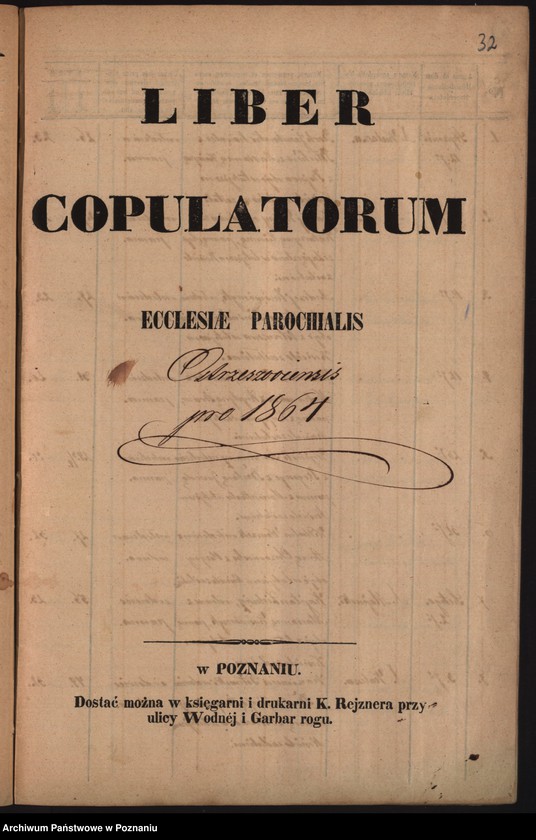 32
LIBER
COPULATORUM
ECCLESIÆ PAROCHIALIS
Ostrzeszoviensis
pro 1864
w POZNANIU.
Dostać można w księgarni i drukarni K. Rejznera przy
ulicy Wodnéj i Garbar rogu.
Archiwum Państwowe w Poznaniu